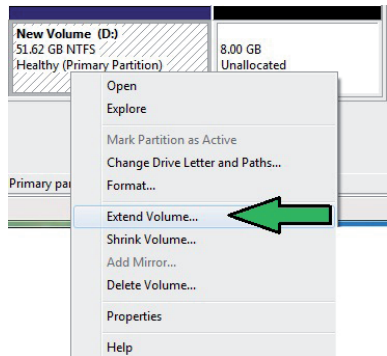 New Volume (D:)
51.62 GB NTFS
Healthy (Primary Partition)
8.00 GB
Unallocated
Open
Explore
Mark Partition as Active
Change Drive Letter and Paths...
Format...
Primary pa
Extend Volume...
Shrink Volume...
Add Mirror...
Delete Volume...
Properties
Help